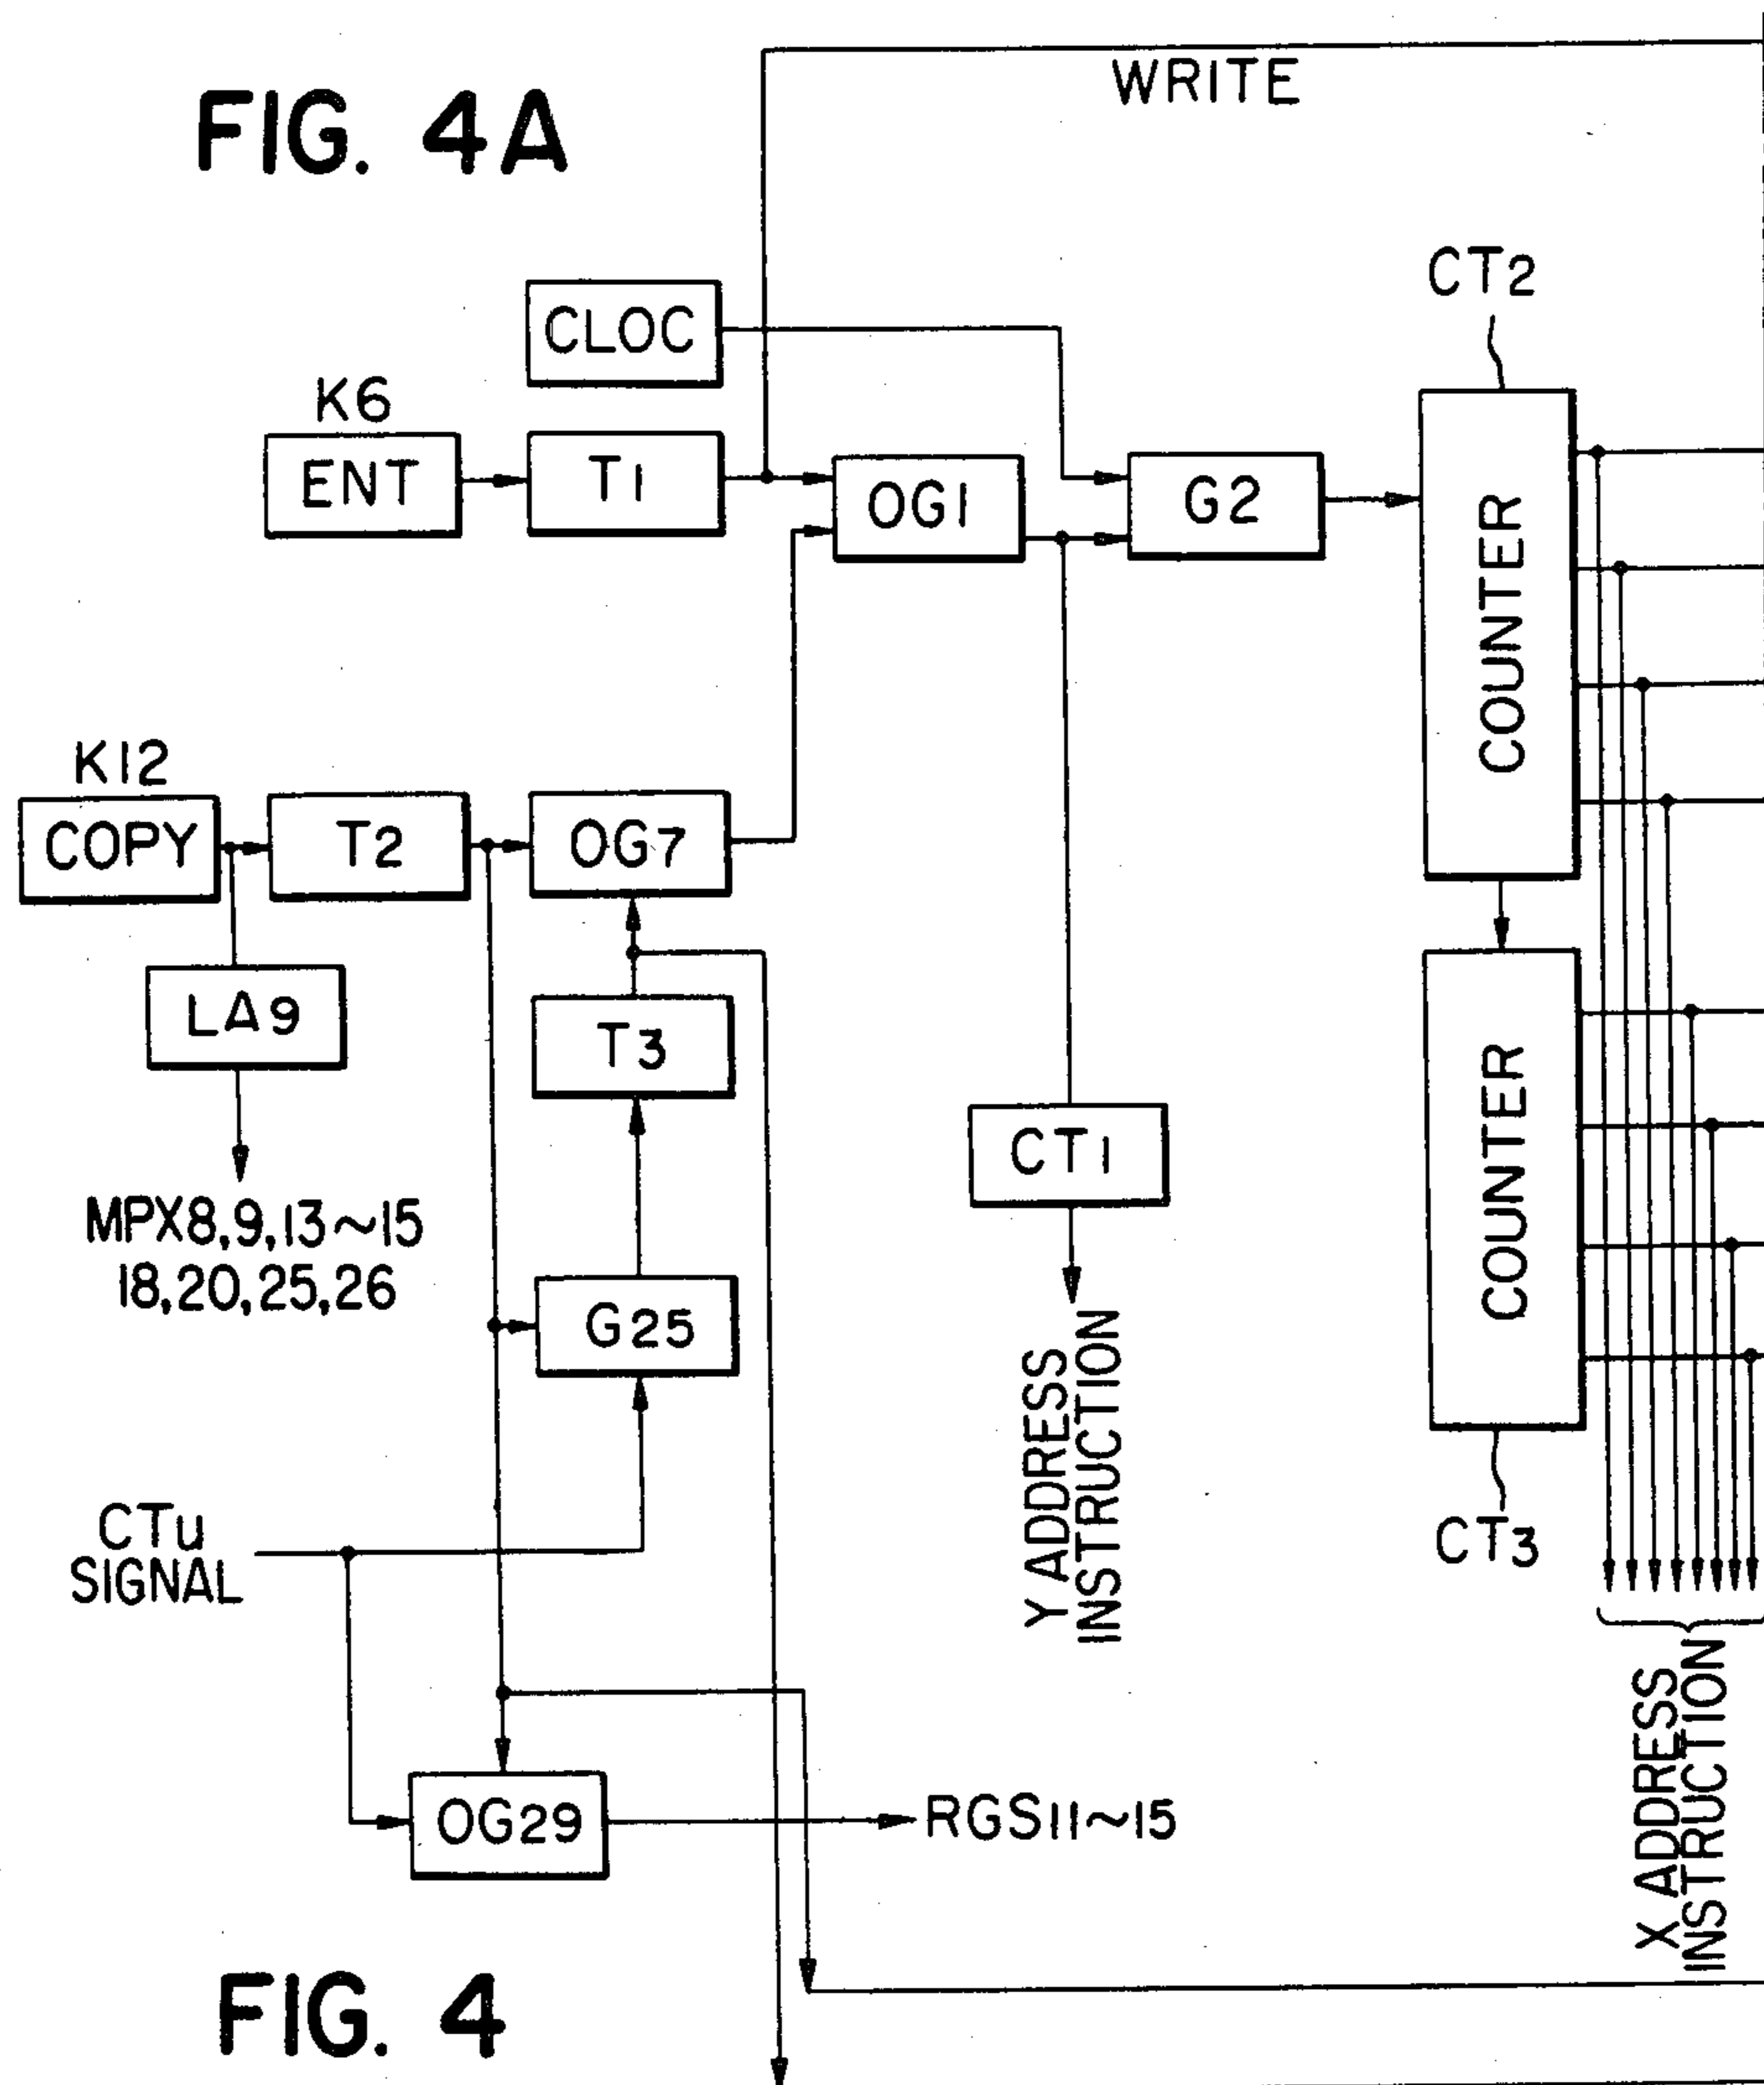 FIG. 4A
WRITE
CT2
CLOC
K6
ENT
T1
OG1
G2
COUNTER
K12
COPY
T2
OG7
LA9
T3
COUNTER
CT1
MPX8,9,13~15
18,20,25,26
G25
Y ADDRESS
INSTRUCTION
CTu
SIGNAL
CT3
X ADDRESS
INSTRUCTION
OG29
RGS11~15
FIG. 4